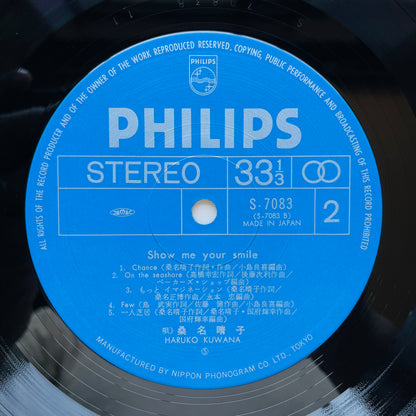 S 7083 11
ALL RIGHTS OF THE RECORD PRODUCER AND OF THE OWNER OF THE WORK REPRODUCED RESERVED. COPYING, PUBLIC PERFORMANCE AND BROADCASTING OF THIS RECORD PROHIBITED.
PHILIPS
PHILIPS
STEREO 33 1/3
S-7083
(S-7083 B)
MADE IN JAPAN
2
Show me your smile
1. Chance (桑名晴子作詞・作曲/小島良喜編曲)
2. On the seashore (高橋幸宏作詞/後藤次利作曲/
ベーカーズ・ショップ編曲)
3. もっと イマジネーション (桑名晴子作詞/
桑名正博作曲/永本 忠編曲)
4. Few (島 武実作詞/佐藤 健作曲/小島良喜編曲)
5. 一人芝居 (桑名晴子作詞/桑名晴子・国府輝幸作曲/
国府輝幸編曲)
唄) 桑名晴子
HARUKO KUWANA
S
MANUFACTURED BY NIPPON PHONOGRAM CO., LTD., TOKYO